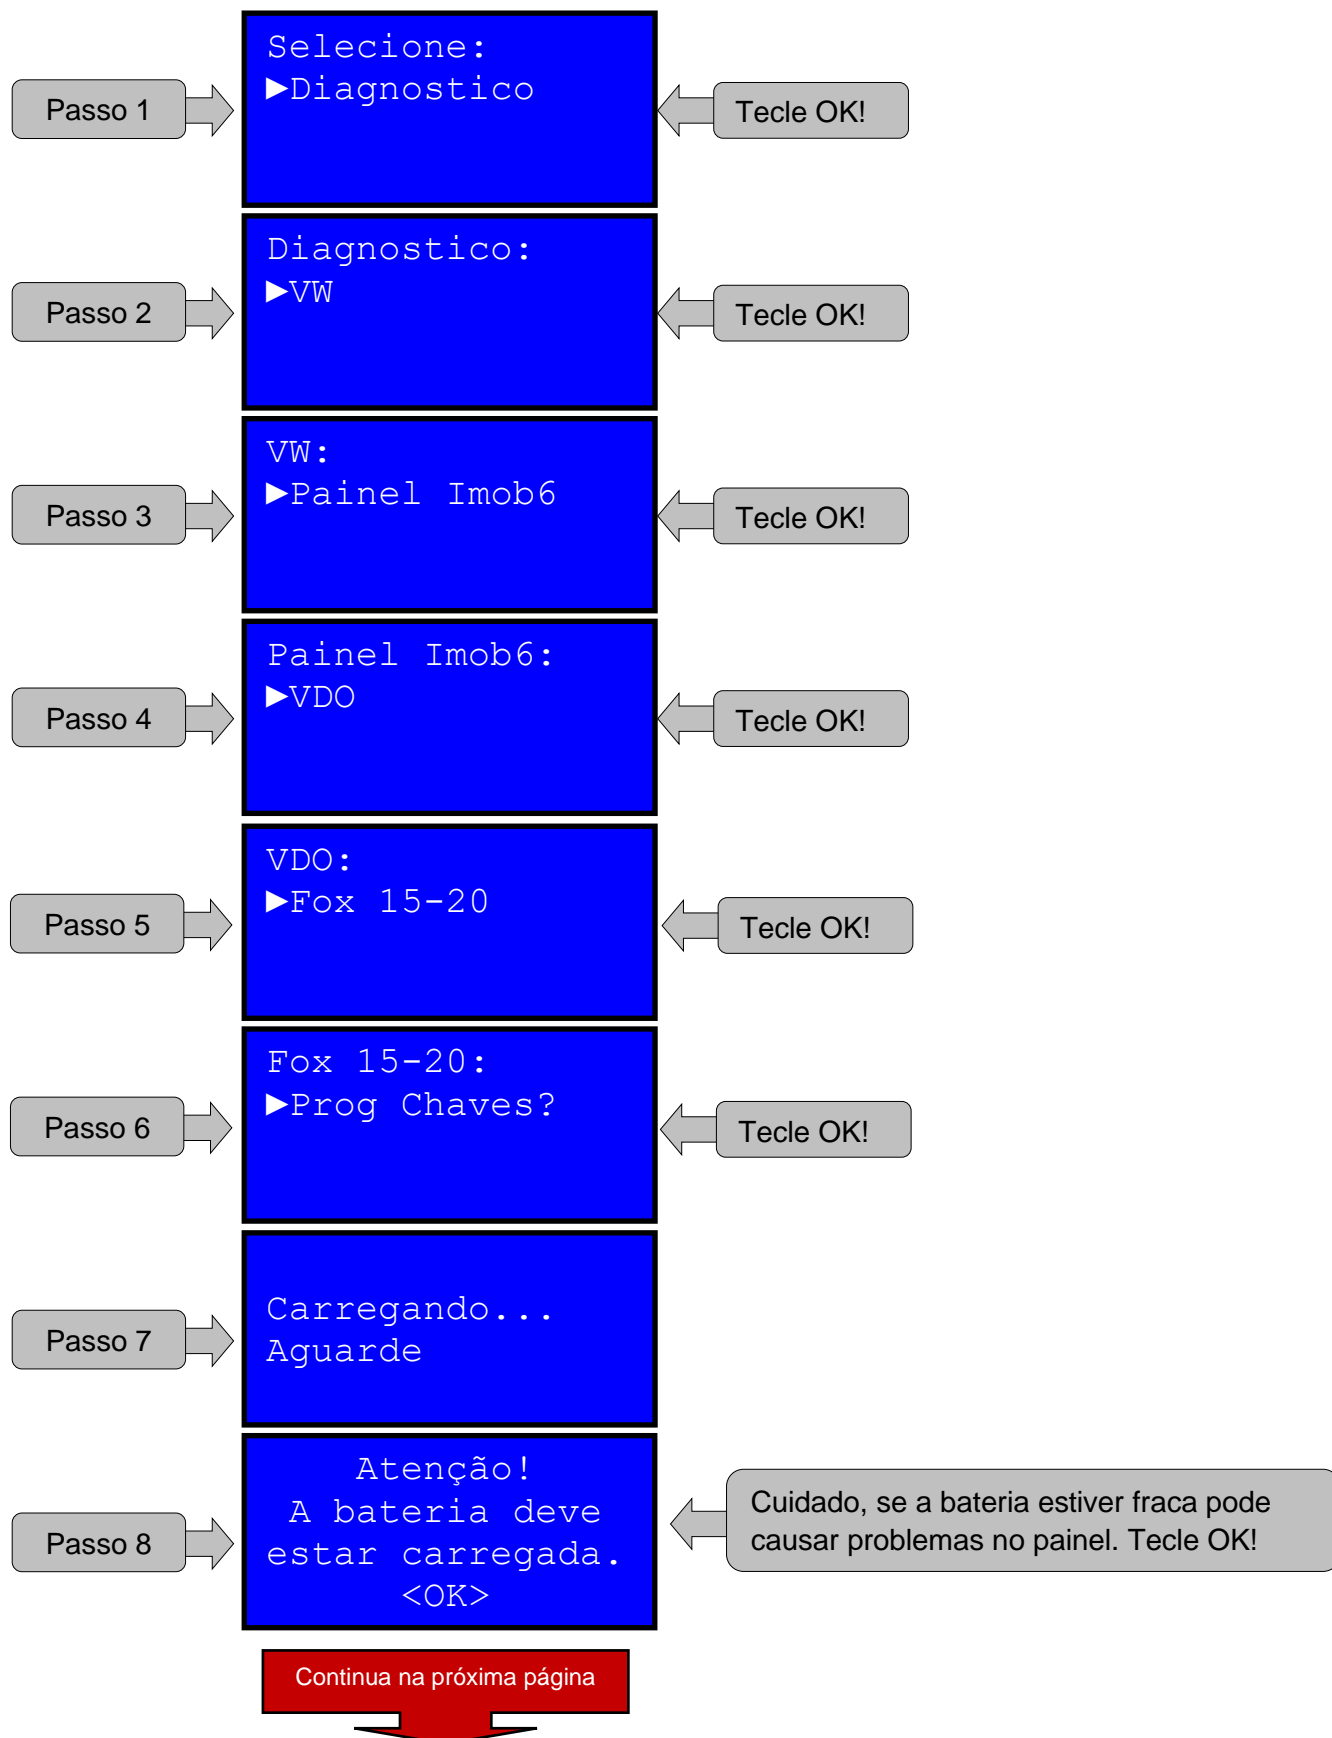 Selecione:
►Diagnostico
Passo 1
Tecle OK!
Diagnostico:
►VW
Passo 2
Tecle OK!
VW:
►Painel Imob6
Passo 3
Tecle OK!
Painel Imob6:
►VDO
Passo 4
Tecle OK!
VDO:
►Fox 15-20
Passo 5
Tecle OK!
Fox 15-20:
►Prog Chaves?
Passo 6
Tecle OK!
Carregando...
Aguarde
Passo 7
Atenção!
A bateria deve
estar carregada.
<OK>
Passo 8
Cuidado, se a bateria estiver fraca pode
causar problemas no painel. Tecle OK!
Continua na próxima página